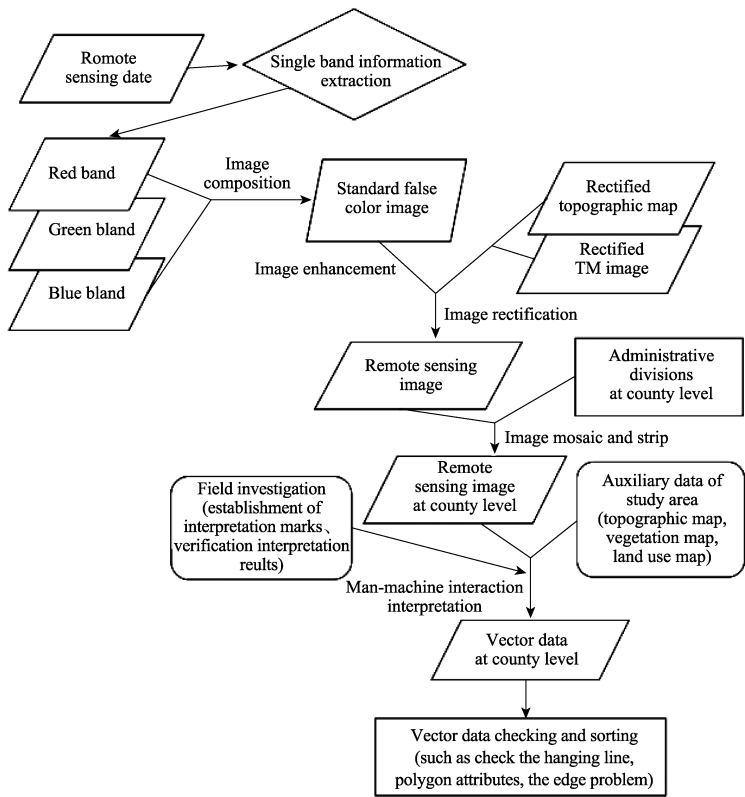 Romote
sensing date
Single band information
extraction
Red band
Green bland
Blue bland
Image
composition
Standard false
color image
Rectified
topographic map
Rectified
TM image
Image enhancement
Image rectification
Remote sensing
image
Administrative
divisions
at county level
Image mosaic and strip
Remote
sensing image
at county level
Field investigation
(establishment of
interpretation marks、
verification interpretation
reults)
Auxiliary data of
study area
(topographic map,
vegetation map,
land use map)
Man-machine interaction
interpretation
Vector data
at county level
Vector data checking and sorting
(such as check the hanging line,
polygon attributes, the edge problem)